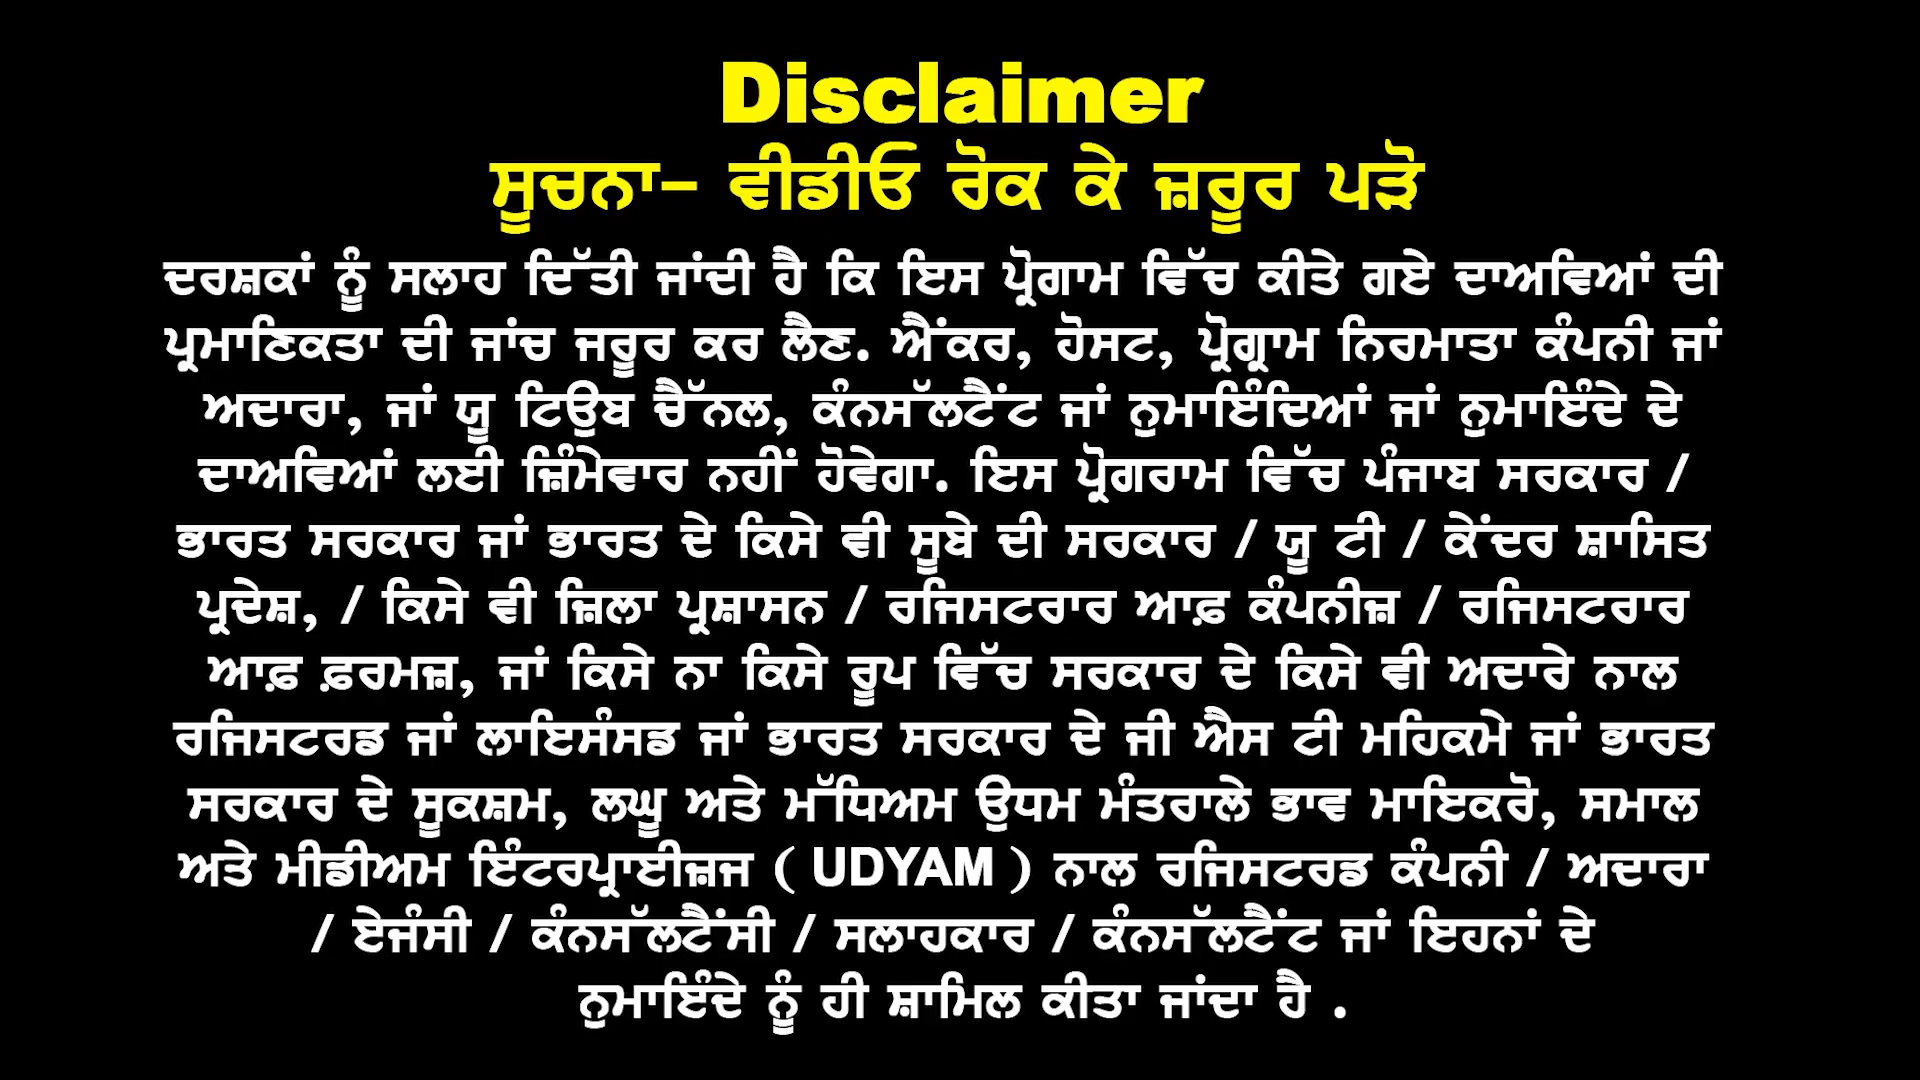 Disclaimer
ਸੂਚਨਾ- ਵੀਡੀਓ ਰੋਕ ਕੇ ਜ਼ਰੂਰ ਪੜੋ
ਦਰਸ਼ਕਾਂ ਨੂੰ ਸਲਾਹ ਦਿੱਤੀ ਜਾਂਦੀ ਹੈ ਕਿ ਇਸ ਪ੍ਰੋਗਾਮ ਵਿੱਚ ਕੀਤੇ ਗਏ ਦਾਅਵਿਆਂ ਦੀ
ਪ੍ਰਮਾਣਿਕਤਾ ਦੀ ਜਾਂਚ ਜਰੂਰ ਕਰ ਲੈਣ. ਐਂਕਰ, ਹੋਸਟ, ਪ੍ਰੋਗ੍ਰਾਮ ਨਿਰਮਾਤਾ ਕੰਪਨੀ ਜਾਂ
ਅਦਾਰਾ, ਜਾਂ ਯੂ ਟਿਉਬ ਚੈੱਨਲ, ਕੰਨਸੱਲਟੈਂਟ ਜਾਂ ਨੁਮਾਇੰਦਿਆਂ ਜਾਂ ਨੁਮਾਇੰਦੇ ਦੇ
ਦਾਅਵਿਆਂ ਲਈ ਜ਼ਿੰਮੇਵਾਰ ਨਹੀਂ ਹੋਵੇਗਾ. ਇਸ ਪ੍ਰੋਗਰਾਮ ਵਿੱਚ ਪੰਜਾਬ ਸਰਕਾਰ /
ਭਾਰਤ ਸਰਕਾਰ ਜਾਂ ਭਾਰਤ ਦੇ ਕਿਸੇ ਵੀ ਸੂਬੇ ਦੀ ਸਰਕਾਰ / ਯੂ ਟੀ / ਕੇਂਦਰ ਸ਼ਾਸਿਤ
ਪ੍ਰਦੇਸ਼, / ਕਿਸੇ ਵੀ ਜ਼ਿਲਾ ਪ੍ਰਸ਼ਾਸਨ / ਰਜਿਸਟਰਾਰ ਆਫ਼ ਕੰਪਨੀਜ਼ / ਰਜਿਸਟਰਾਰ
ਆਫ਼ ਫ਼ਰਮਜ਼, ਜਾਂ ਕਿਸੇ ਨਾ ਕਿਸੇ ਰੂਪ ਵਿੱਚ ਸਰਕਾਰ ਦੇ ਕਿਸੇ ਵੀ ਅਦਾਰੇ ਨਾਲ
ਰਜਿਸਟਰਡ ਜਾਂ ਲਾਇਸੰਸਡ ਜਾਂ ਭਾਰਤ ਸਰਕਾਰ ਦੇ ਜੀ ਐਸ ਟੀ ਮਹਿਕਮੇ ਜਾਂ ਭਾਰਤ
ਸਰਕਾਰ ਦੇ ਸੂਕਸ਼ਮ, ਲਘੂ ਅਤੇ ਮੱਧਿਅਮ ਉਧਮ ਮੰਤਰਾਲੇ ਭਾਵ ਮਾਇਕਰੋ, ਸਮਾਲ
ਅਤੇ ਮੀਡੀਅਮ ਇੰਟਰਪ੍ਰਾਈਜ਼ਜ ( UDYAM ) ਨਾਲ ਰਜਿਸਟਰਡ ਕੰਪਨੀ / ਅਦਾਰਾ
/ ਏਜੰਸੀ / ਕੰਨਸੱਲਟੈਂਸੀ / ਸਲਾਹਕਾਰ / ਕੰਨਸੱਲਟੈਂਟ ਜਾਂ ਇਹਨਾਂ ਦੇ
ਨੁਮਾਇੰਦੇ ਨੂੰ ਹੀ ਸ਼ਾਮਿਲ ਕੀਤਾ ਜਾਂਦਾ ਹੈ .